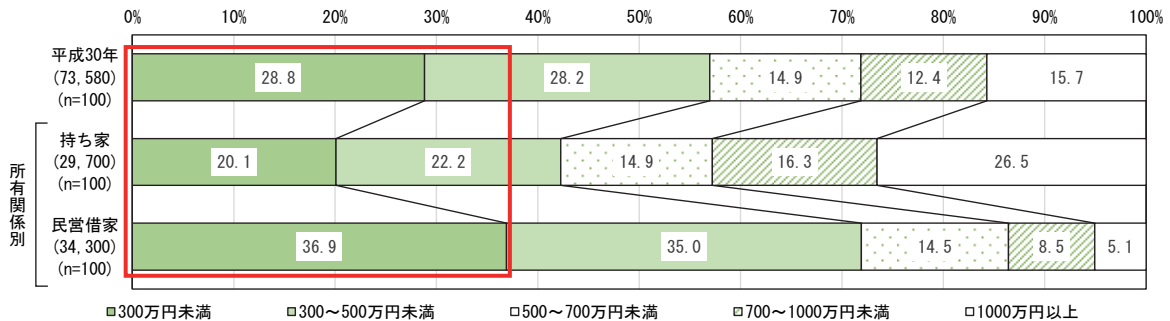 0% 10% 20% 30% 40% 50% 60% 70% 80% 90% 100%
平成30年
(73,580)
(n=100)
28.8 28.2 14.9 12.4 15.7
所有関係別
持ち家
(29,700)
(n=100)
20.1 22.2 14.9 16.3 26.5
民営借家
(34,300)
(n=100)
36.9 35.0 14.5 8.5 5.1
300万円未満 300～500万円未満 500～700万円未満 700～1000万円未満 1000万円以上